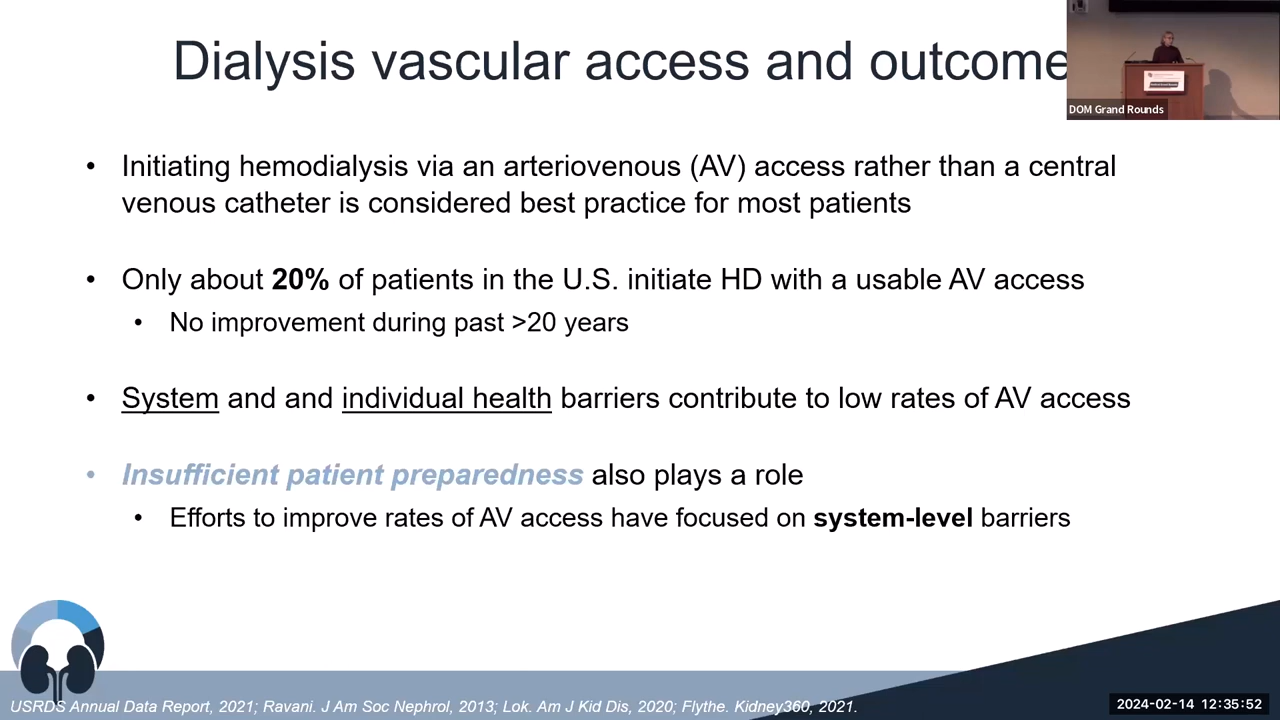 Dialysis vascular access and outcome
DOM Grand Rounds
• Initiating hemodialysis via an arteriovenous (AV) access rather than a central
venous catheter is considered best practice for most patients
• Only about 20% of patients in the U.S. initiate HD with a usable AV access
• No improvement during past >20 years
• System and and individual health barriers contribute to low rates of AV access
• Insufficient patient preparedness also plays a role
• Efforts to improve rates of AV access have focused on system-level barriers
USRDS Annual Data Report, 2021; Ravani. J Am Soc Nephrol, 2013; Lok. Am J Kid Dis, 2020; Flythe. Kidney360, 2021.
2024-02-14 12:35:52